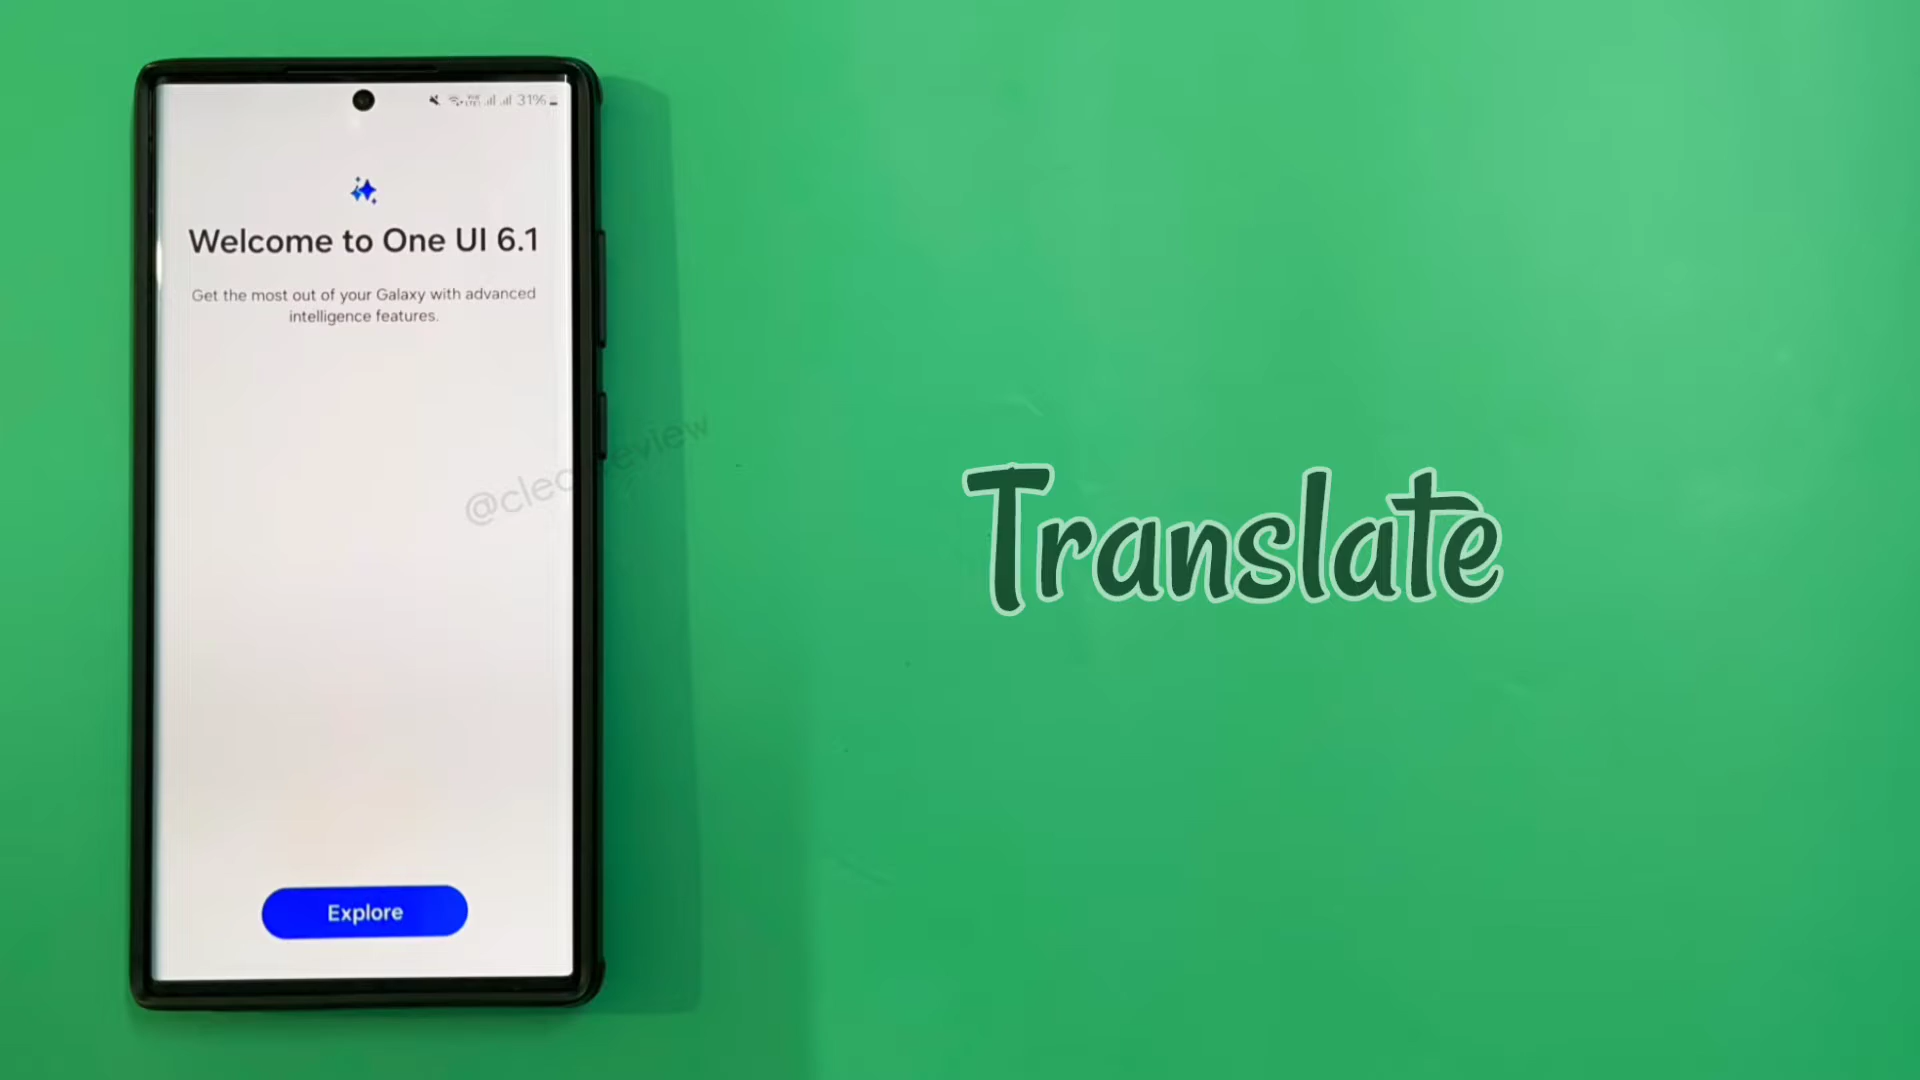 31%
Welcome to One UI 6.1
Get the most out of your Galaxy with advanced
intelligence features.
Explore
Translate